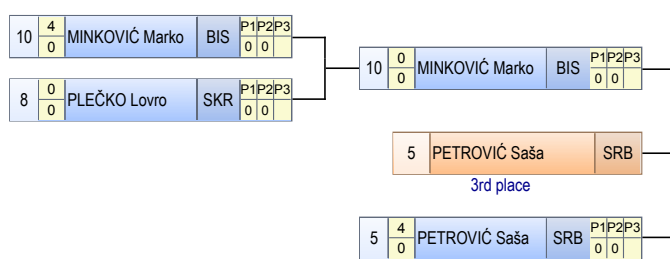 10 4 0 MINKOVIĆ Marko BIS P1 P2 P3 0 0
8 0 0 PLEČKO Lovro SKR P1 P2 P3 0 0
10 0 0 MINKOVIĆ Marko BIS P1 P2 P3 0 0
5 PETROVIĆ Saša SRB
3rd place
5 4 0 PETROVIĆ Saša SRB P1 P2 P3 0 0